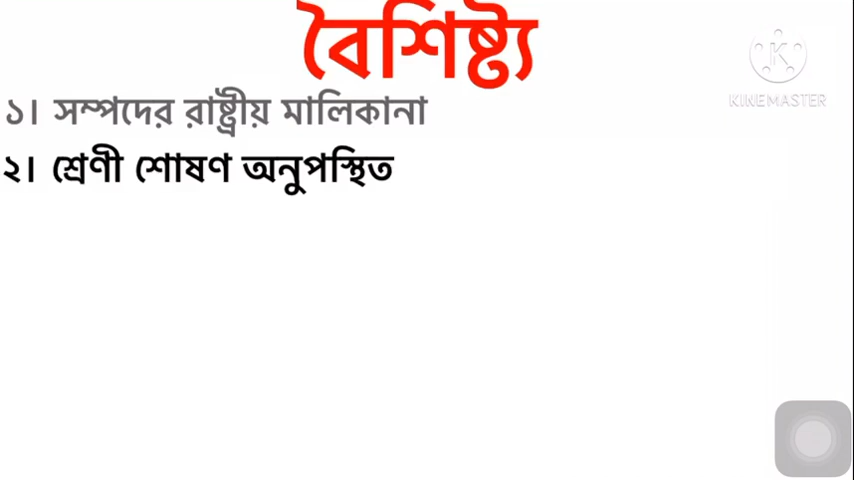 বৈশিষ্ট্য
KINEMASTER
১। সম্পদের রাষ্ট্রীয় মালিকানা
২। শ্রেণী শোষণ অনুপস্থিত